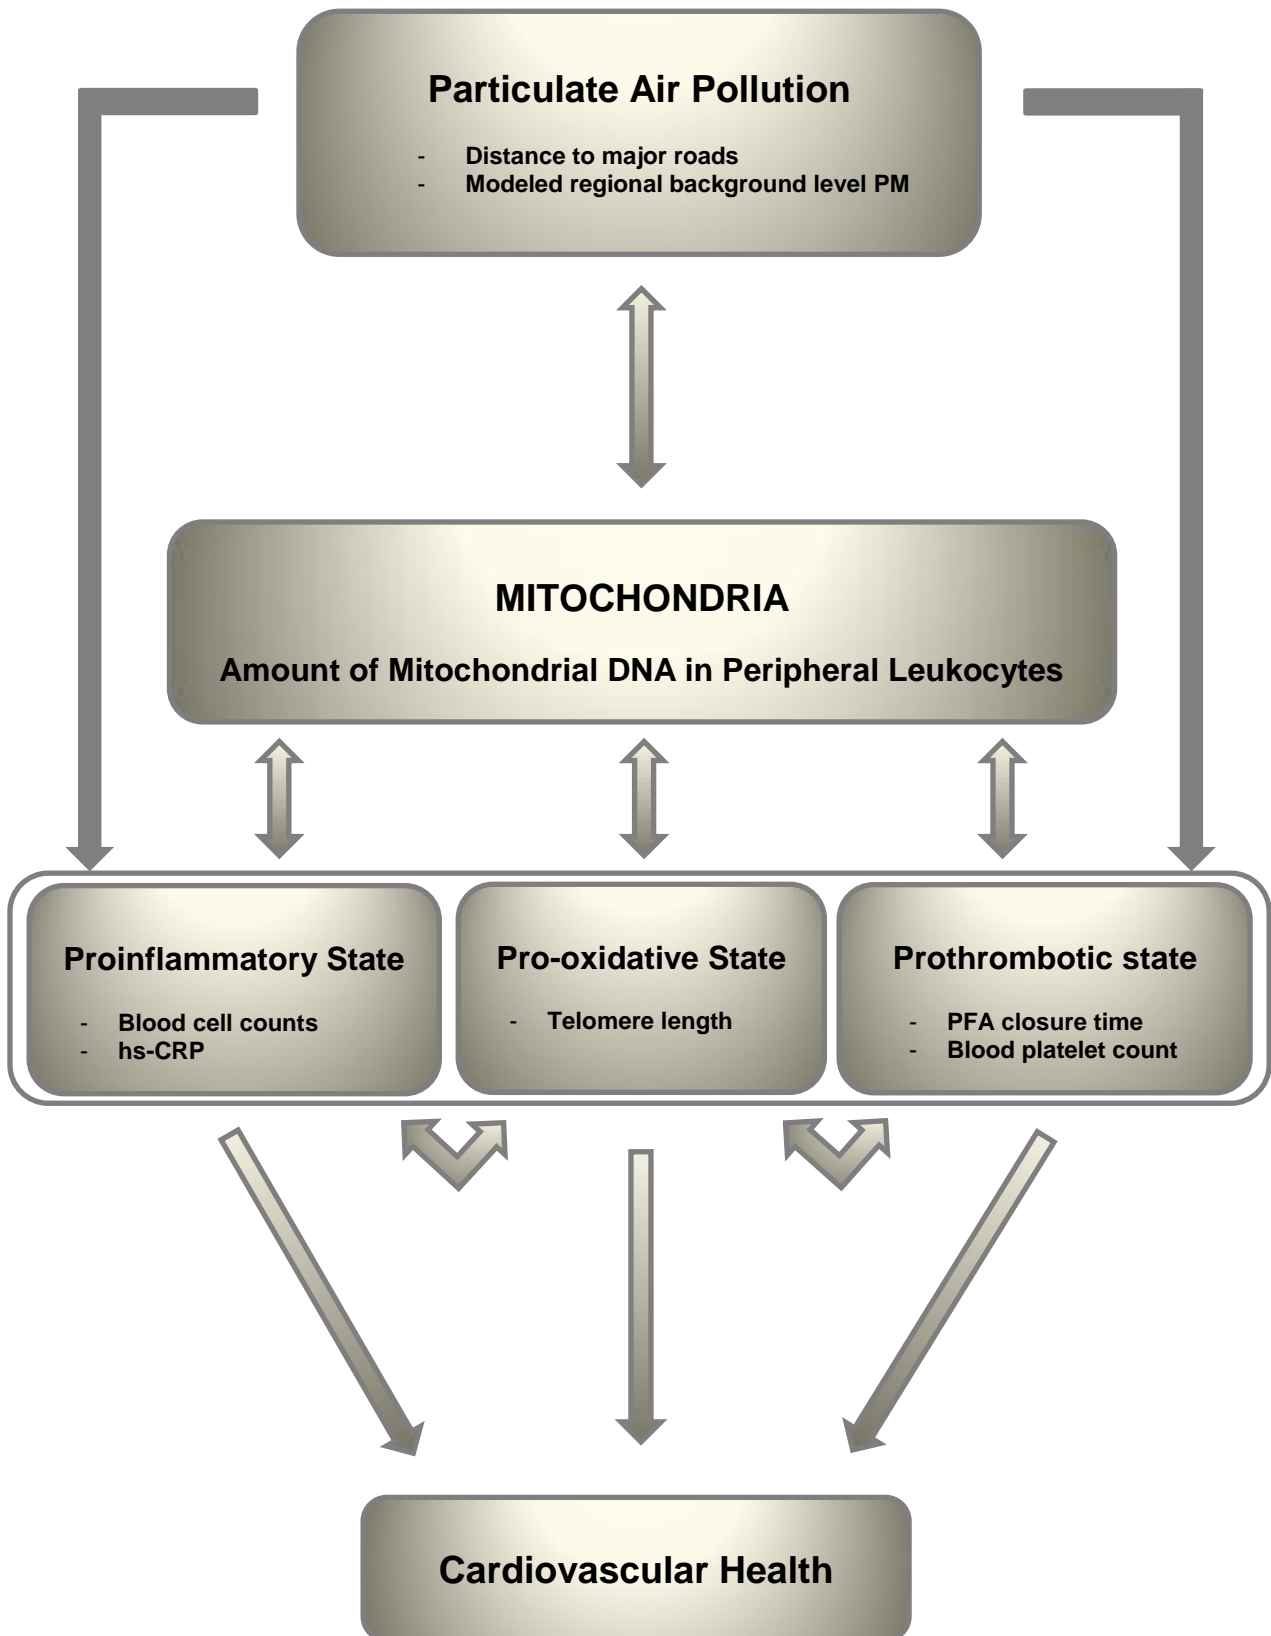 Particulate Air Pollution
- Distance to major roads
- Modeled regional background level PM
MITOCHONDRIA
Amount of Mitochondrial DNA in Peripheral Leukocytes
Proinflammatory State
- Blood cell counts
- hs-CRP
Pro-oxidative State
- Telomere length
Prothrombotic state
- PFA closure time
- Blood platelet count
Cardiovascular Health